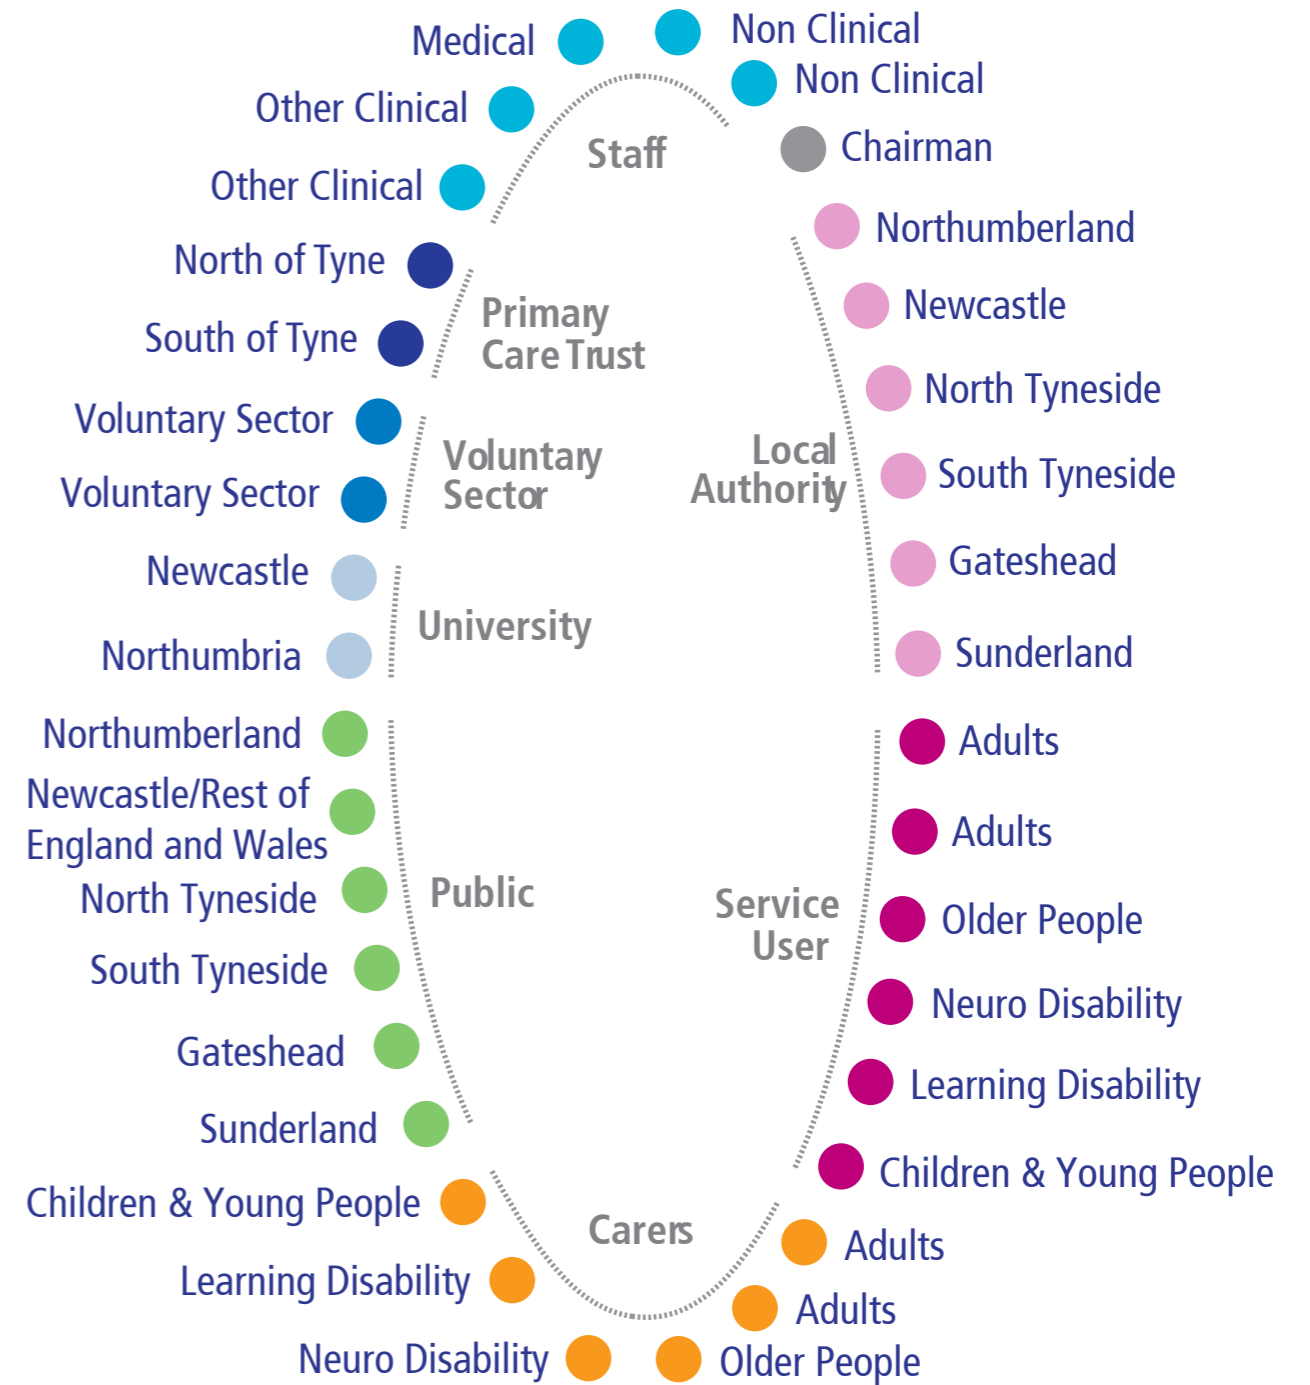 Medical
Non Clinical
Non Clinical
Other Clinical
Other Clinical
Staff
Chairman
North of Tyne
South of Tyne
Primary
Care Trust
Voluntary Sector
Voluntary Sector
Voluntary
Sector
Newcastle
Northumbria
University
Northumberland
Newcastle/Rest of
England and Wales
North Tyneside
South Tyneside
Gateshead
Sunderland
Public
Northumberland
Newcastle
North Tyneside
South Tyneside
Gateshead
Sunderland
Local
Authority
Adults
Adults
Older People
Neuro Disability
Learning Disability
Children & Young People
Service
User
Children & Young People
Learning Disability
Neuro Disability
Carers
Adults
Adults
Older People